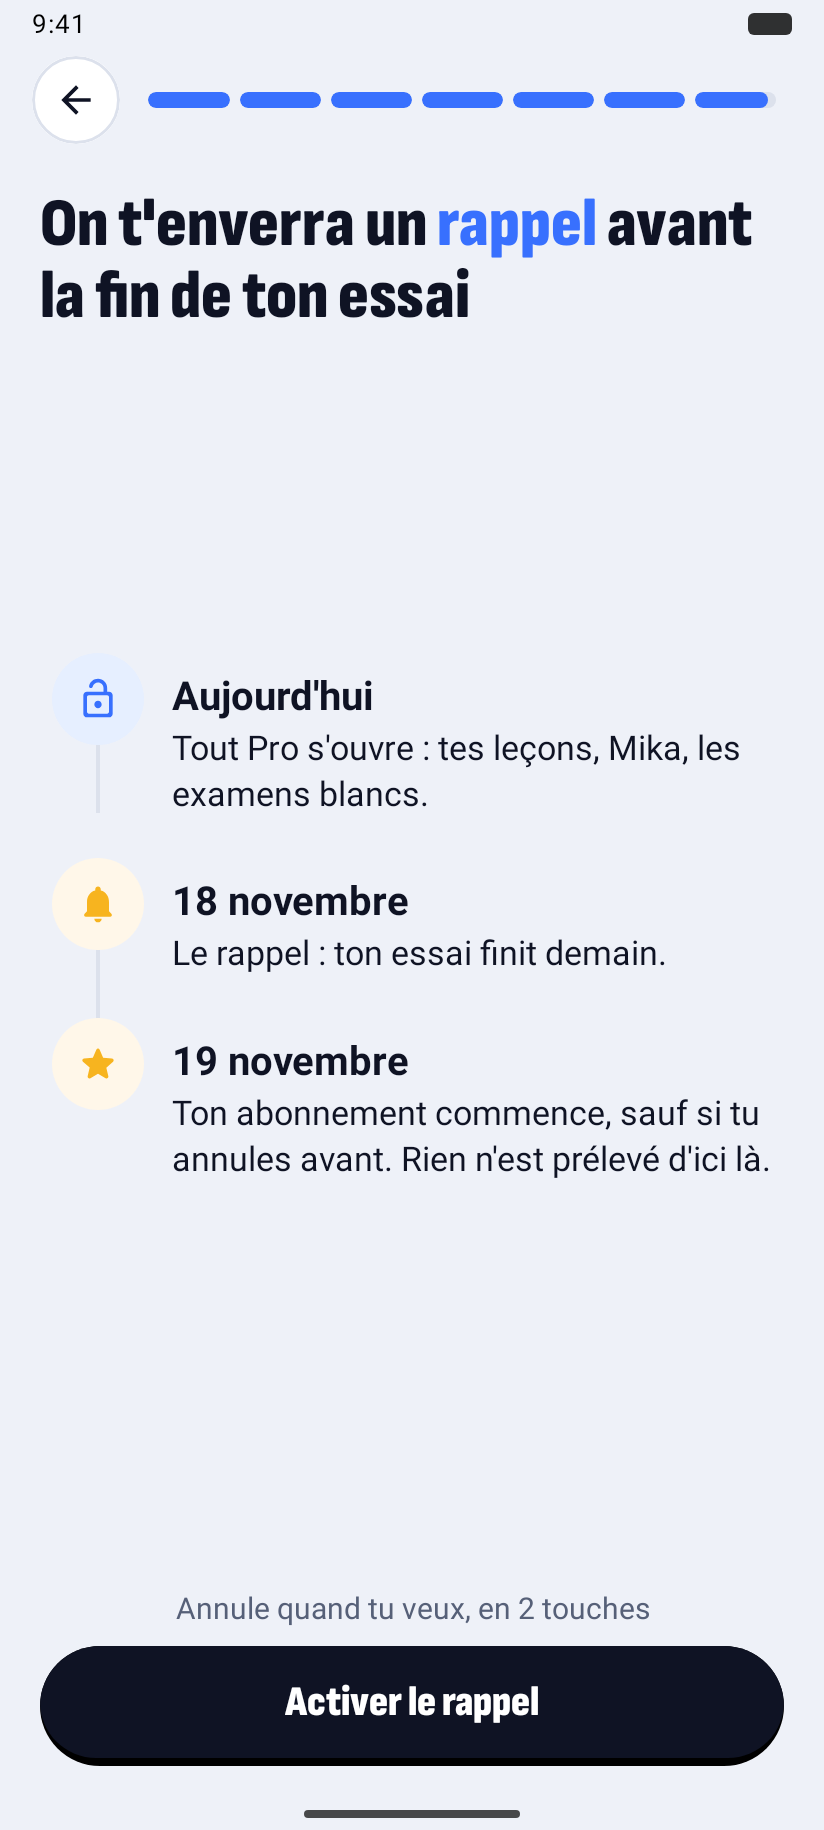 9:41
On t'enverra un rappel avant
la fin de ton essai
Aujourd'hui
Tout Pro s'ouvre : tes leçons, Mika, les
examens blancs.
18 novembre
Le rappel : ton essai finit demain.
19 novembre
Ton abonnement commence, sauf si tu
annules avant. Rien n'est prélevé d'ici là.
Annule quand tu veux, en 2 touches
Activer le rappel